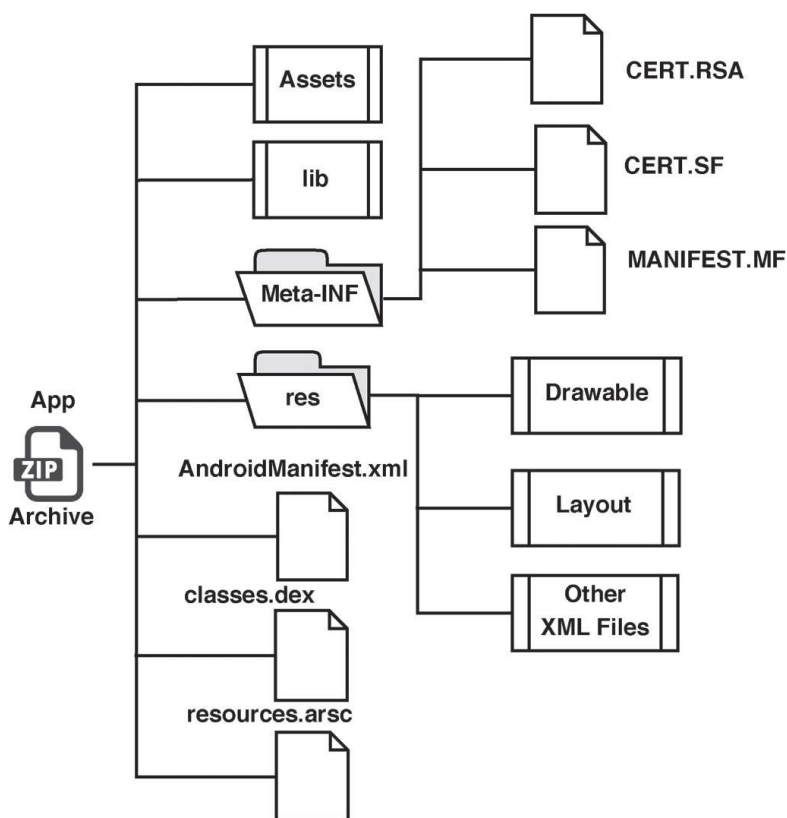 Assets
lib
Meta-INF
res
CERT.RSA
CERT.SF
MANIFEST.MF
App
ZIP
Archive
AndroidManifest.xml
classes.dex
resources.arsc
Drawable
Layout
Other
XML Files